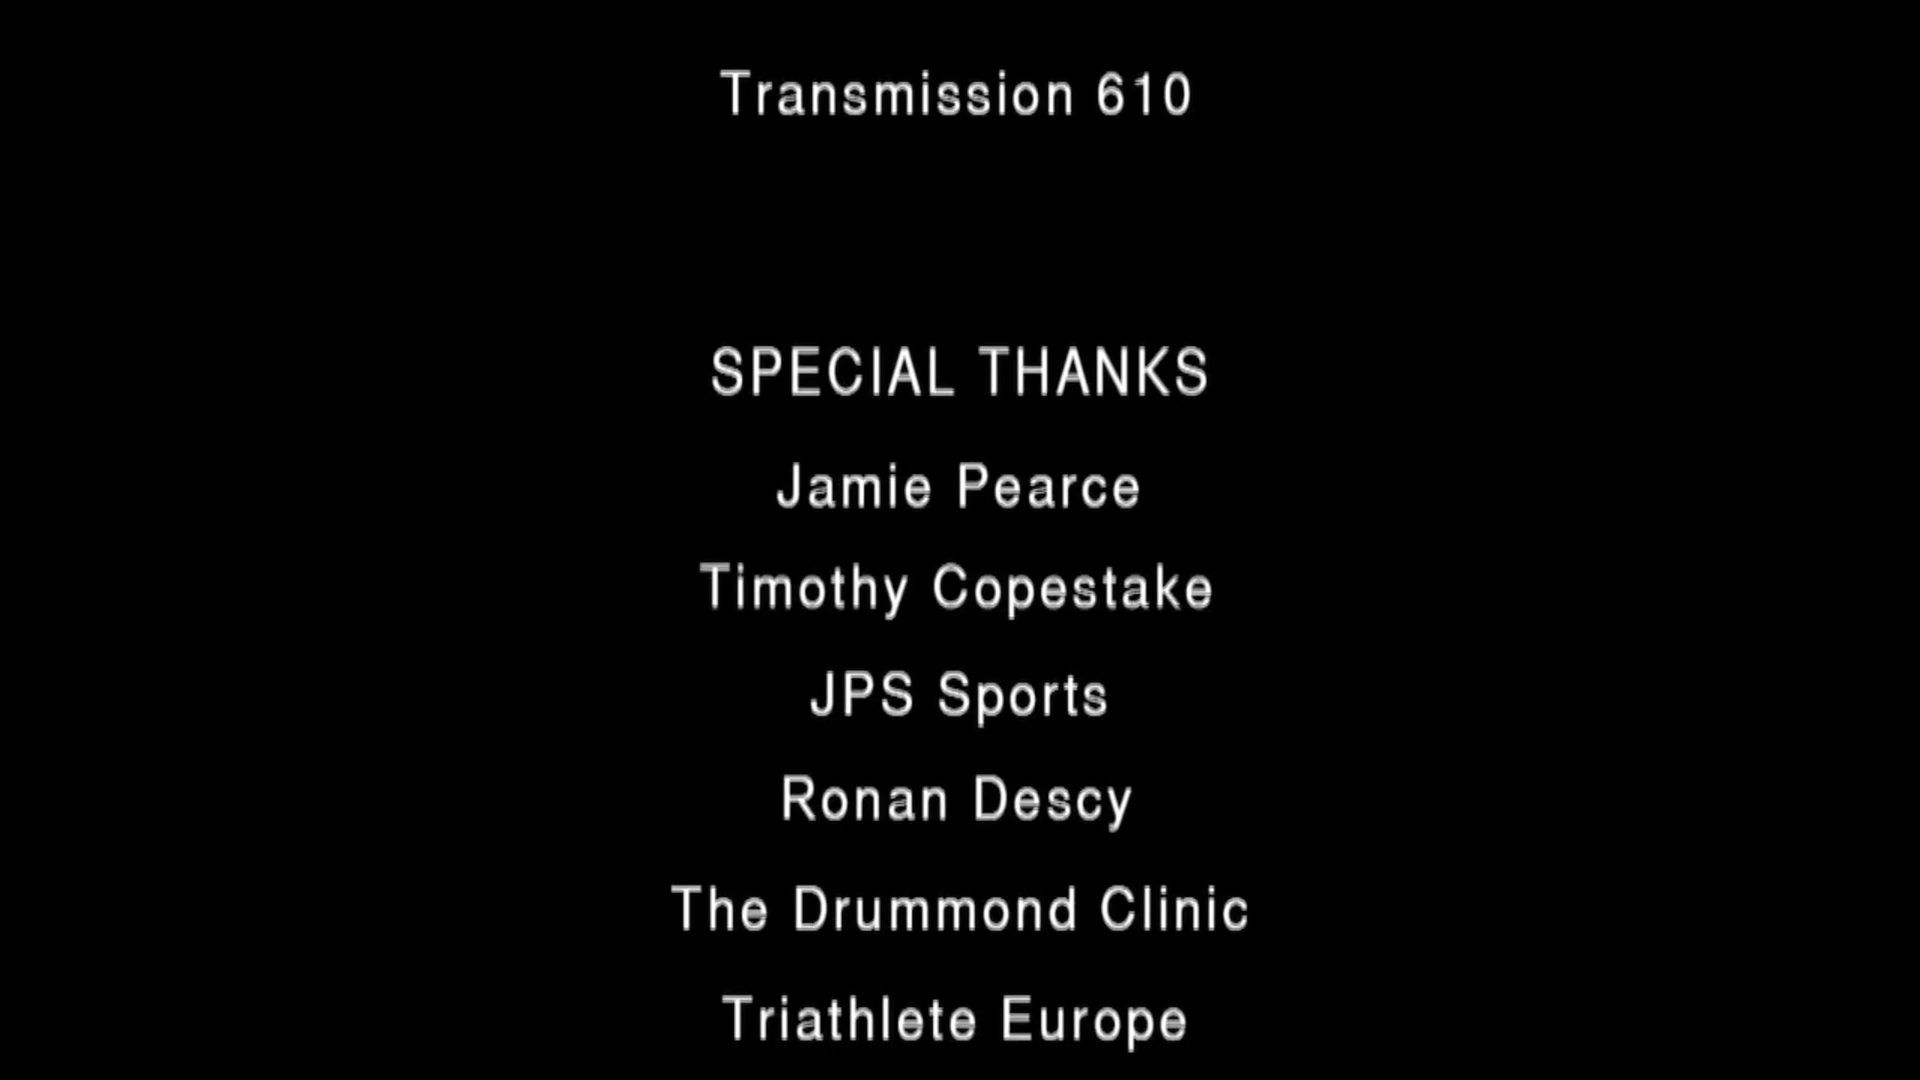 Transmission 610
SPECIAL THANKS
Jamie Pearce
Timothy Copestake
JPS Sports
Ronan Descy
The Drummond Clinic
Triathlete Europe